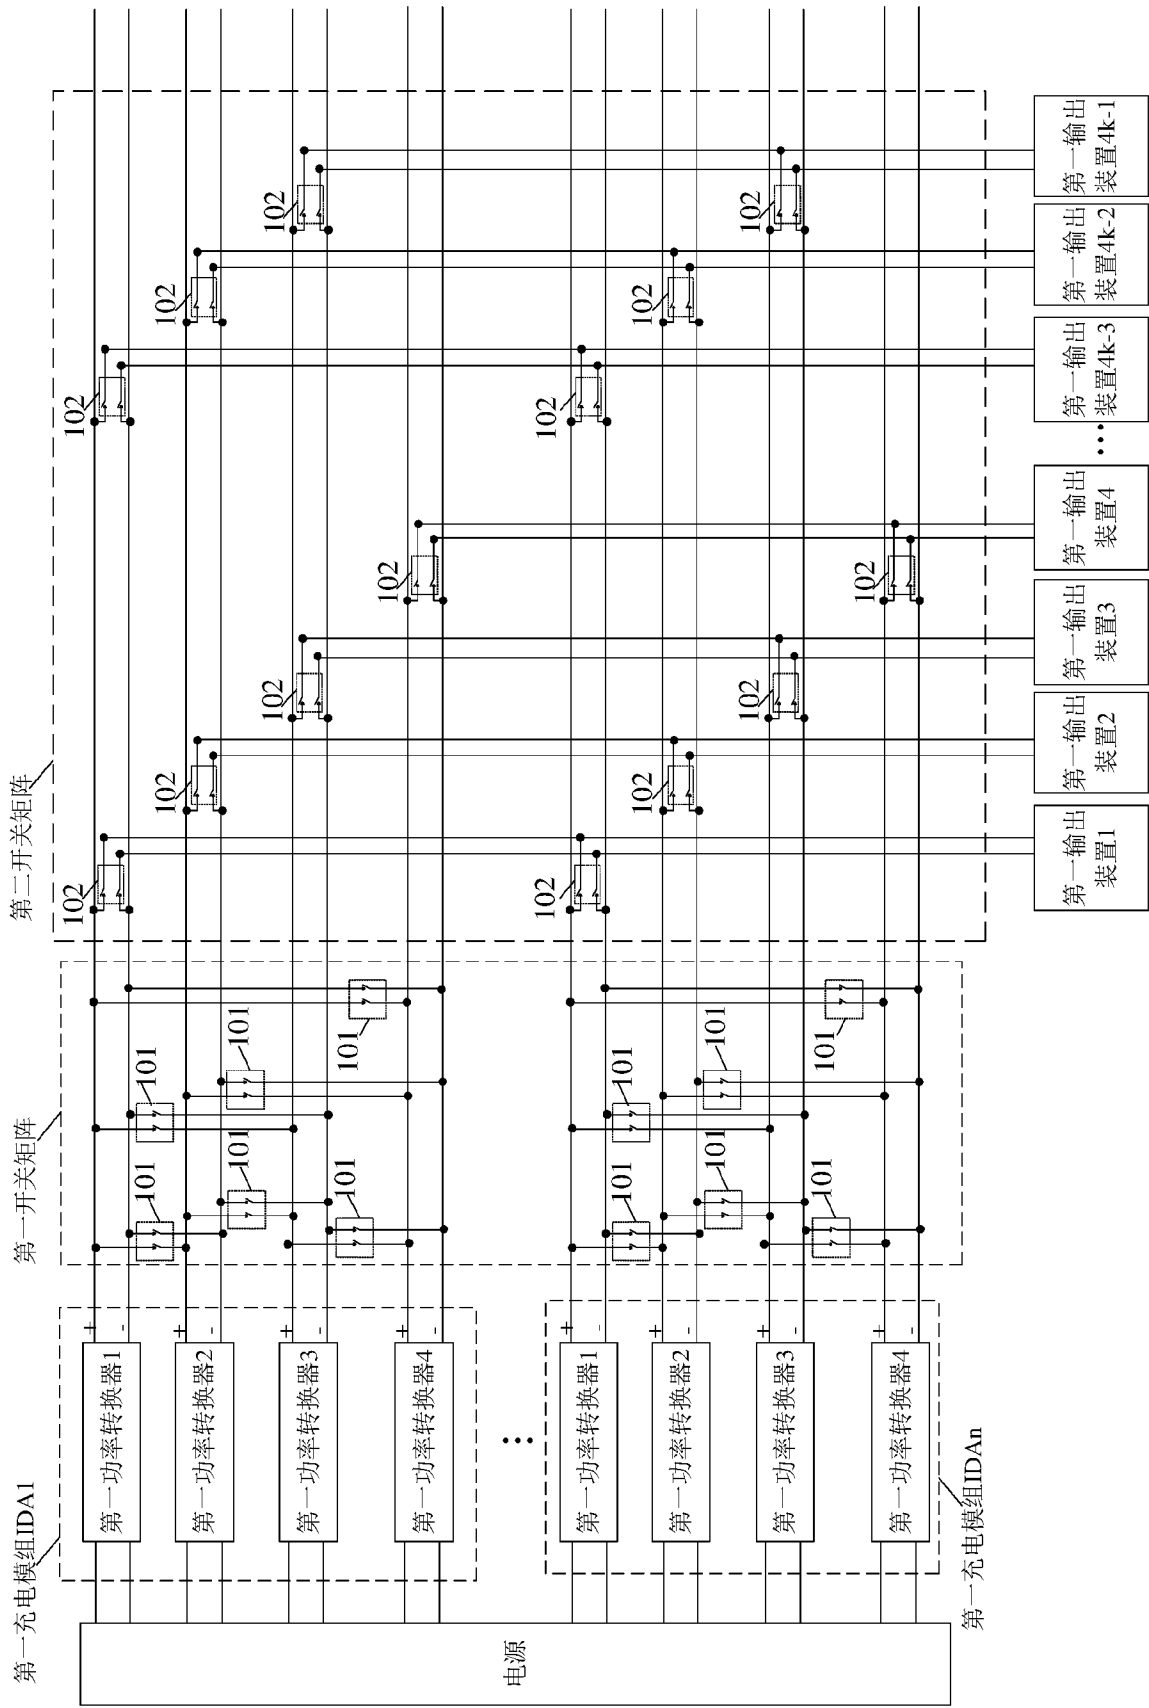 第一充电模组IDA1
第一开关矩阵
第二开关矩阵
电源
第一功率转换器1
+
-
第一功率转换器2
+
-
第一功率转换器3
+
-
第一功率转换器4
+
-
101
101
101
101
101
101
102
102
102
102
102
102
102
...
第一功率转换器1
+
-
第一功率转换器2
+
-
第一功率转换器3
+
-
第一功率转换器4
+
-
101
101
101
101
101
101
102
102
102
102
102
102
102
第一充电模组IDAn
第一输出
装置1
第一输出
装置2
第一输出
装置3
第一输出
装置4
...
第一输出
装置4k-3
第一输出
装置4k-2
第一输出
装置4k-1